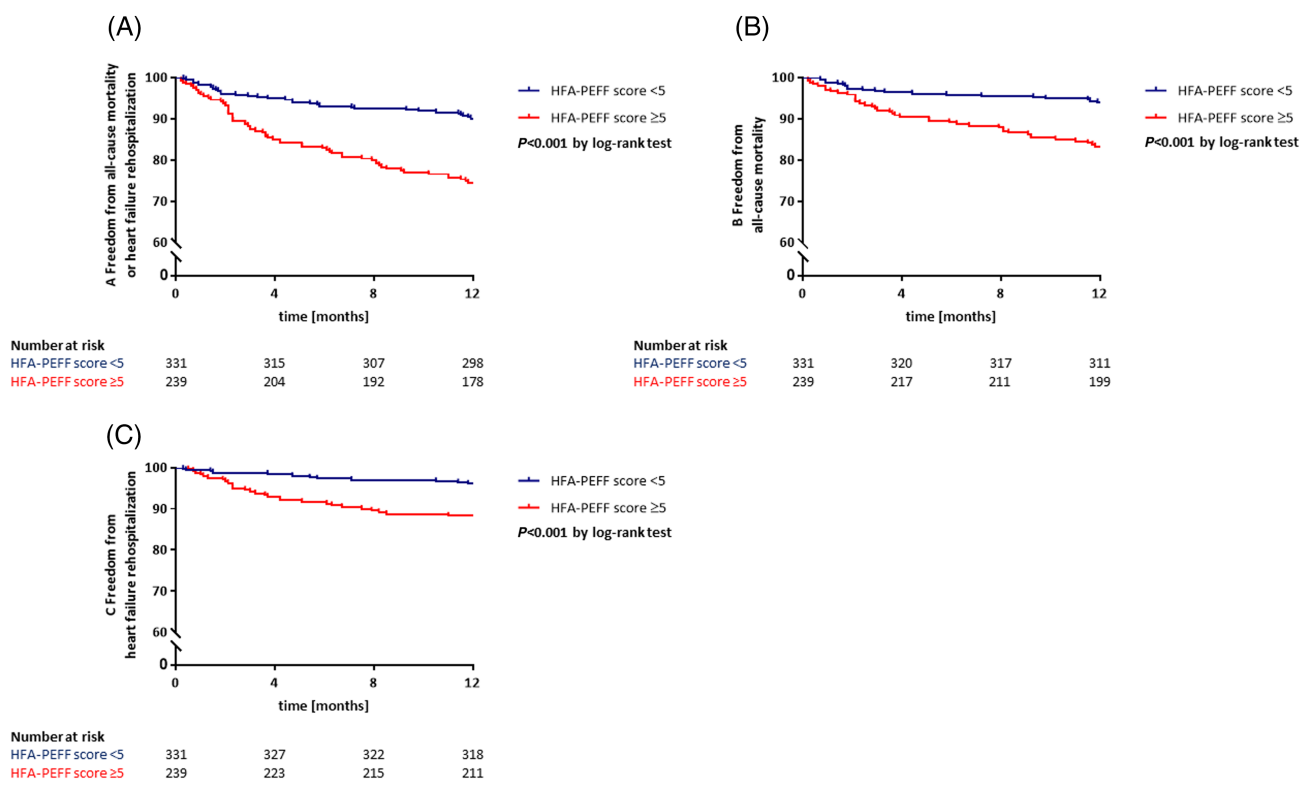 (A)
A Freedom from all-cause mortality
or heart failure rehospitalization
100
90
80
70
60
0
0 4 8 12
time [months]
HFA-PEFF score <5
HFA-PEFF score ≥5
P<0.001 by log-rank test
Number at risk
HFA-PEFF score <5 331 315 307 298
HFA-PEFF score ≥5 239 204 192 178
(B)
B Freedom from
all-cause mortality
100
90
80
70
60
0
0 4 8 12
time [months]
HFA-PEFF score <5
HFA-PEFF score ≥5
P<0.001 by log-rank test
Number at risk
HFA-PEFF score <5 331 320 317 311
HFA-PEFF score ≥5 239 217 211 199
(C)
C Freedom from
heart failure rehospitalization
100
90
80
70
60
0
0 4 8 12
time [months]
HFA-PEFF score <5
HFA-PEFF score ≥5
P<0.001 by log-rank test
Number at risk
HFA-PEFF score <5 331 327 322 318
HFA-PEFF score ≥5 239 223 215 211